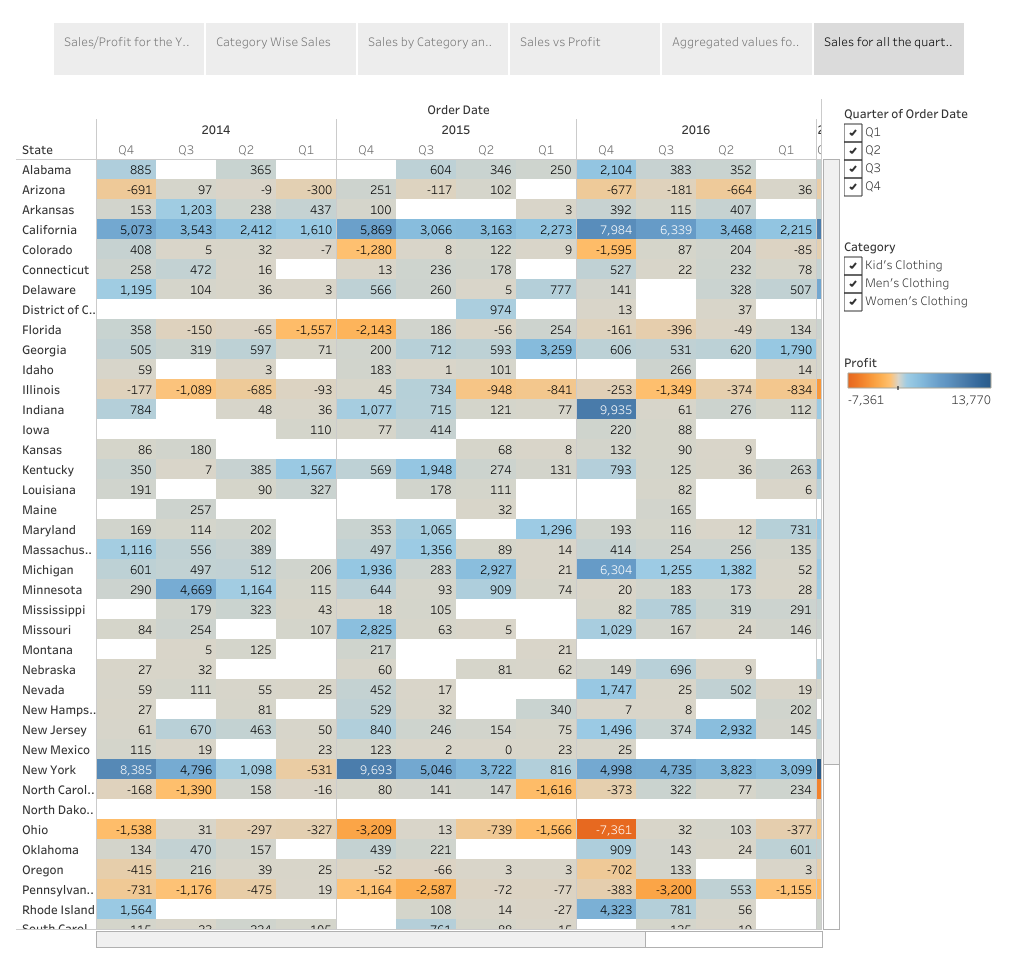 Sales/Profit for the Y.. Category Wise Sales Sales by Category an.. Sales vs Profit Aggregated values fo.. Sales for all the quart..
Order Date
2014 2015 2016
State Q4 Q3 Q2 Q1 Q4 Q3 Q2 Q1 Q4 Q3 Q2 Q1
Alabama 885 365 604 346 250 2,104 383 352
Arizona -691 97 -9 -300 251 -117 102 -677 -181 -664 36
Arkansas 153 1,203 238 437 100 3 392 115 407
California 5,073 3,543 2,412 1,610 5,869 3,066 3,163 2,273 7,984 6,339 3,468 2,215
Colorado 408 5 32 -7 -1,280 8 122 9 -1,595 87 204 -85
Connecticut 258 472 16 13 236 178 527 22 232 78
Delaware 1,195 104 36 3 566 260 5 777 141 328 507
District of C.. 974 13 37
Florida 358 -150 -65 -1,557 -2,143 186 -56 254 -161 -396 -49 134
Georgia 505 319 597 71 200 712 593 3,259 606 531 620 1,790
Idaho 59 3 183 1 101 266 14
Illinois -177 -1,089 -685 -93 45 734 -948 -841 -253 -1,349 -374 -834
Indiana 784 48 36 1,077 715 121 77 9,935 61 276 112
Iowa 110 77 414 220 88
Kansas 86 180 68 8 132 90 9
Kentucky 350 7 385 1,567 569 1,948 274 131 793 125 36 263
Louisiana 191 90 327 178 111 82 6
Maine 257 32 165
Maryland 169 114 202 353 1,065 1,296 193 116 12 731
Massachus.. 1,116 556 389 497 1,356 89 14 414 254 256 135
Michigan 601 497 512 206 1,936 283 2,927 21 6,304 1,255 1,382 52
Minnesota 290 4,669 1,164 115 644 93 909 74 20 183 173 28
Mississippi 179 323 43 18 105 82 785 319 291
Missouri 84 254 107 2,825 63 5 1,029 167 24 146
Montana 5 125 217 21
Nebraska 27 32 60 81 62 149 696 9
Nevada 59 111 55 25 452 17 1,747 25 502 19
New Hamps.. 27 81 529 32 340 7 8 202
New Jersey 61 670 463 50 840 246 154 75 1,496 374 2,932 145
New Mexico 115 19 23 123 2 0 23 25
New York 8,385 4,796 1,098 -531 9,693 5,046 3,722 816 4,998 4,735 3,823 3,099
North Carol.. -168 -1,390 158 -16 80 141 147 -1,616 -373 322 77 234
North Dako..
Ohio -1,538 31 -297 -327 -3,209 13 -739 -1,566 -7,361 32 103 -377
Oklahoma 134 470 157 439 221 909 143 24 601
Oregon -415 216 39 25 -52 -66 3 3 -702 133 3
Pennsylvan.. -731 -1,176 -475 19 -1,164 -2,587 -72 -77 -383 -3,200 553 -1,155
Rhode Island 1,564 108 14 -27 4,323 781 56
South Carol..
Quarter of Order Date
Q1
Q2
Q3
Q4
Category
Kid's Clothing
Men's Clothing
Women's Clothing
Profit
-7,361 13,770